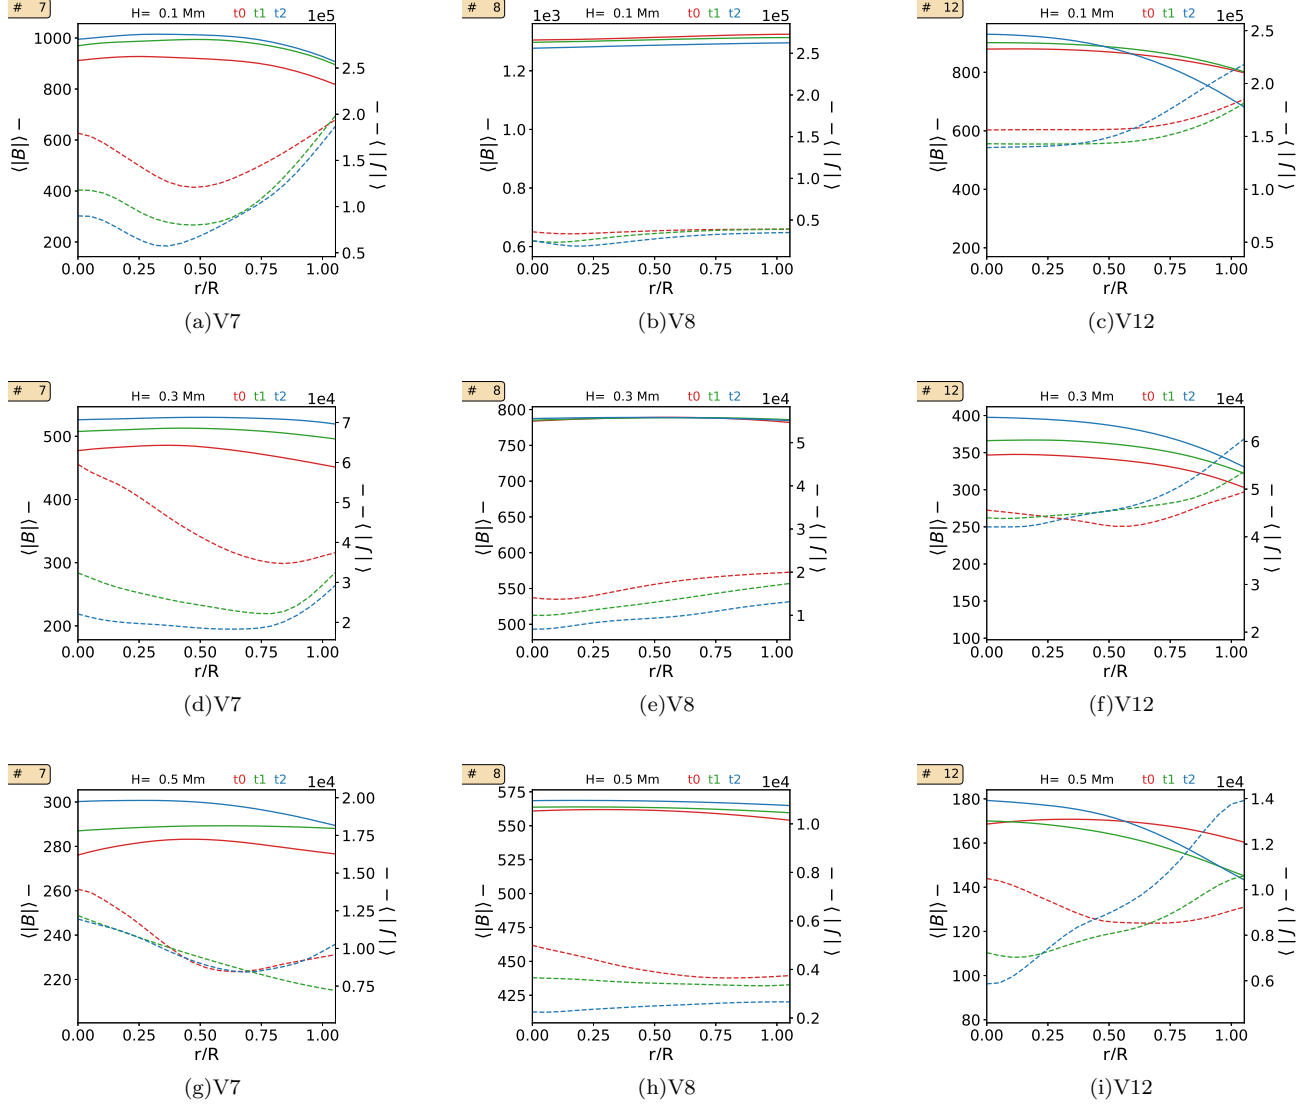 # 7 H= 0.1 Mm t0 t1 t2 1e5
1000
800
600
400
200
⟨|B|⟩ —
2.5
2.0
1.5
1.0
0.5
⟨ | J | ⟩ — —
0.00 0.25 0.50 0.75 1.00
r/R
(a)V7
# 8 1e3 H= 0.1 Mm t0 t1 t2 1e5
1.2
1.0
0.8
0.6
⟨|B|⟩ —
2.5
2.0
1.5
1.0
0.5
⟨ | J | ⟩ — —
0.00 0.25 0.50 0.75 1.00
r/R
(b)V8
# 12 H= 0.1 Mm t0 t1 t2 1e5
800
600
400
200
⟨|B|⟩ —
2.5
2.0
1.5
1.0
0.5
⟨ | J | ⟩ — —
0.00 0.25 0.50 0.75 1.00
r/R
(c)V12
# 7 H= 0.3 Mm t0 t1 t2 1e4
500
400
300
200
⟨|B|⟩ —
7
6
5
4
3
2
⟨ | J | ⟩ — —
0.00 0.25 0.50 0.75 1.00
r/R
(d)V7
# 8 H= 0.3 Mm t0 t1 t2 1e4
800
750
700
650
600
550
500
⟨|B|⟩ —
5
4
3
2
1
⟨ | J | ⟩ — —
0.00 0.25 0.50 0.75 1.00
r/R
(e)V8
# 12 H= 0.3 Mm t0 t1 t2 1e4
400
350
300
250
200
150
100
⟨|B|⟩ —
6
5
4
3
2
⟨ | J | ⟩ — —
0.00 0.25 0.50 0.75 1.00
r/R
(f)V12
# 7 H= 0.5 Mm t0 t1 t2 1e4
300
280
260
240
220
⟨|B|⟩ —
2.00
1.75
1.50
1.25
1.00
0.75
⟨ | J | ⟩ — —
0.00 0.25 0.50 0.75 1.00
r/R
(g)V7
# 8 H= 0.5 Mm t0 t1 t2 1e4
575
550
525
500
475
450
425
⟨|B|⟩ —
1.0
0.8
0.6
0.4
0.2
⟨ | J | ⟩ — —
0.00 0.25 0.50 0.75 1.00
r/R
(h)V8
# 12 H= 0.5 Mm t0 t1 t2 1e4
180
160
140
120
100
80
⟨|B|⟩ —
1.4
1.2
1.0
0.8
0.6
⟨ | J | ⟩ — —
0.00 0.25 0.50 0.75 1.00
r/R
(i)V12